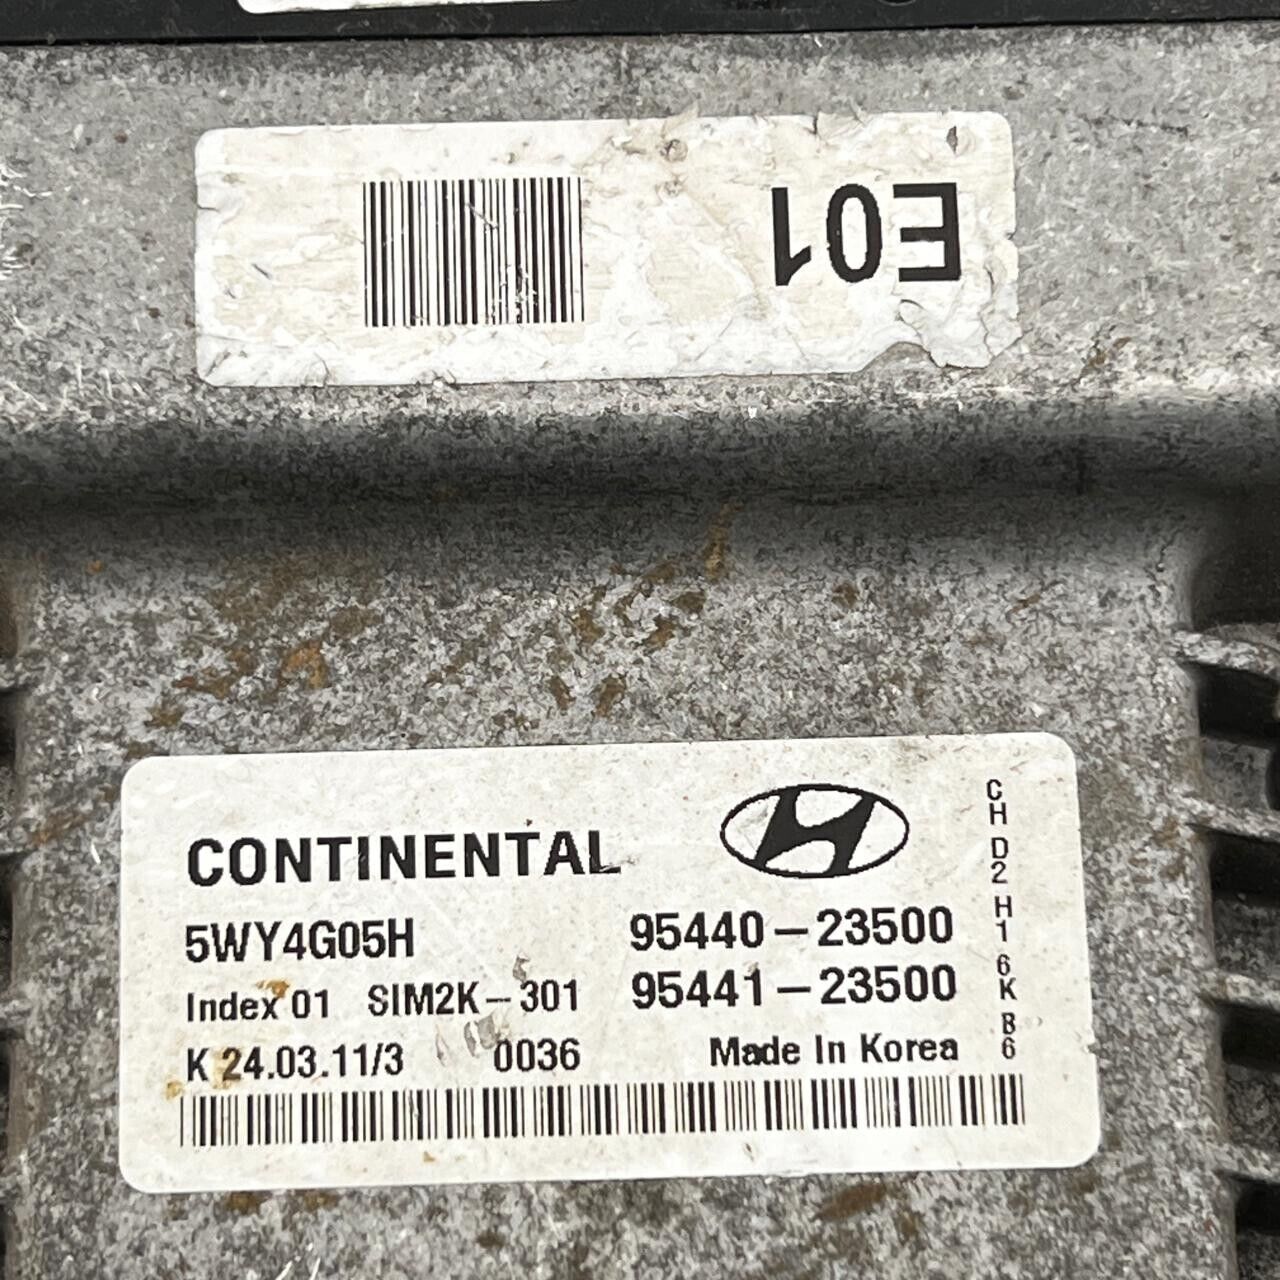 E01
CONTINENTAL
5WY4G05H 95440-23500
Index 01 SIM2K-301 95441-23500
K 24.03.11/3 0036 Made In Korea
CH D2 H1 6K B6